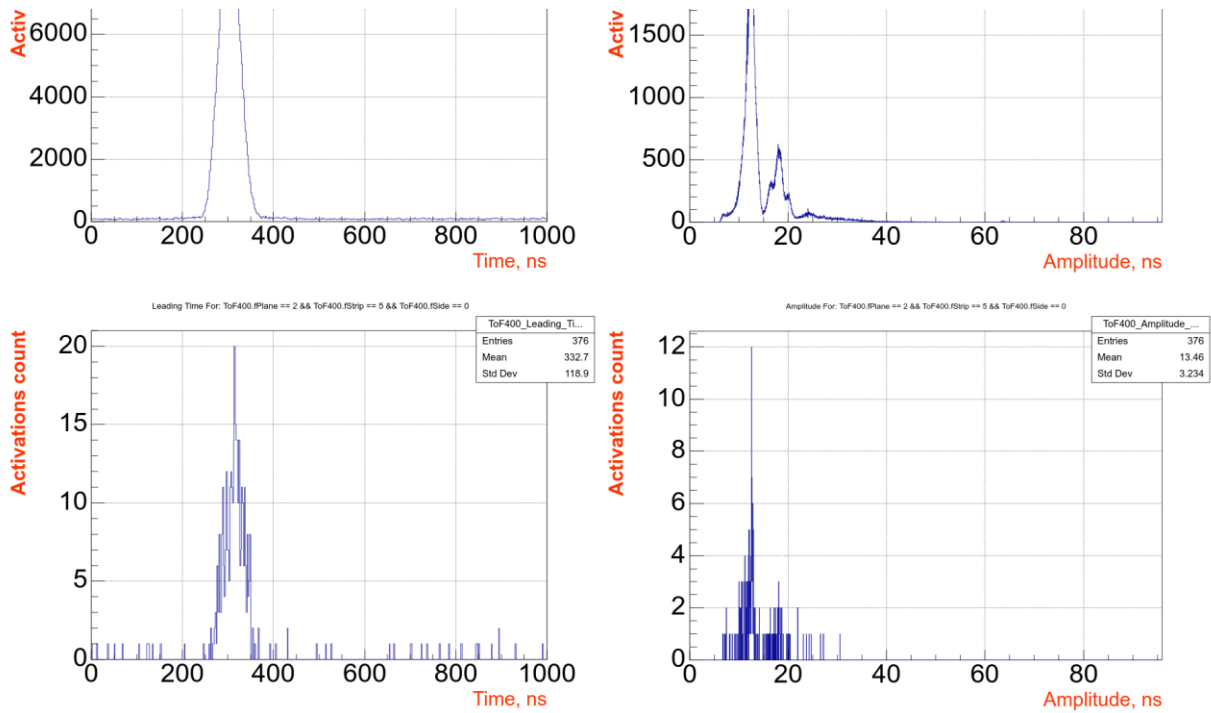 Activ
6000
4000
2000
0
0 200 400 600 800 1000
Time, ns
Activ
1500
1000
500
0
0 20 40 60 80
Amplitude, ns
Leading Time For: ToF400.fPlane == 2 && ToF400.fStrip == 5 && ToF400.fSide == 0
ToF400_Leading_Ti...
Entries 376
Mean 332.7
Std Dev 118.9
Activations count
20
15
10
5
0
0 200 400 600 800 1000
Time, ns
Amplitude For: ToF400.fPlane == 2 && ToF400.fStrip == 5 && ToF400.fSide == 0
ToF400_Amplitude_...
Entries 376
Mean 13.46
Std Dev 3.234
Activations count
12
10
8
6
4
2
0
0 20 40 60 80
Amplitude, ns